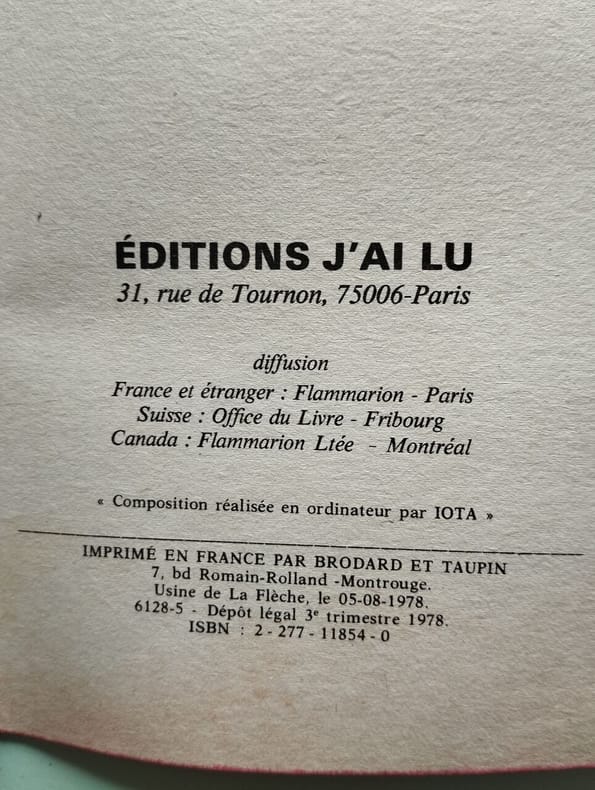 ÉDITIONS J'AI LU
31, rue de Tournon, 75006-Paris
diffusion
France et étranger : Flammarion - Paris
Suisse : Office du Livre - Fribourg
Canada : Flammarion Ltée - Montréal
« Composition réalisée en ordinateur par IOTA »
IMPRIMÉ EN FRANCE PAR BRODARD ET TAUPIN
7, bd Romain-Rolland -Montrouge.
Usine de La Flèche, le 05-08-1978.
6128-5 - Dépôt légal 3e trimestre 1978.
ISBN : 2 - 277 - 11854 - 0